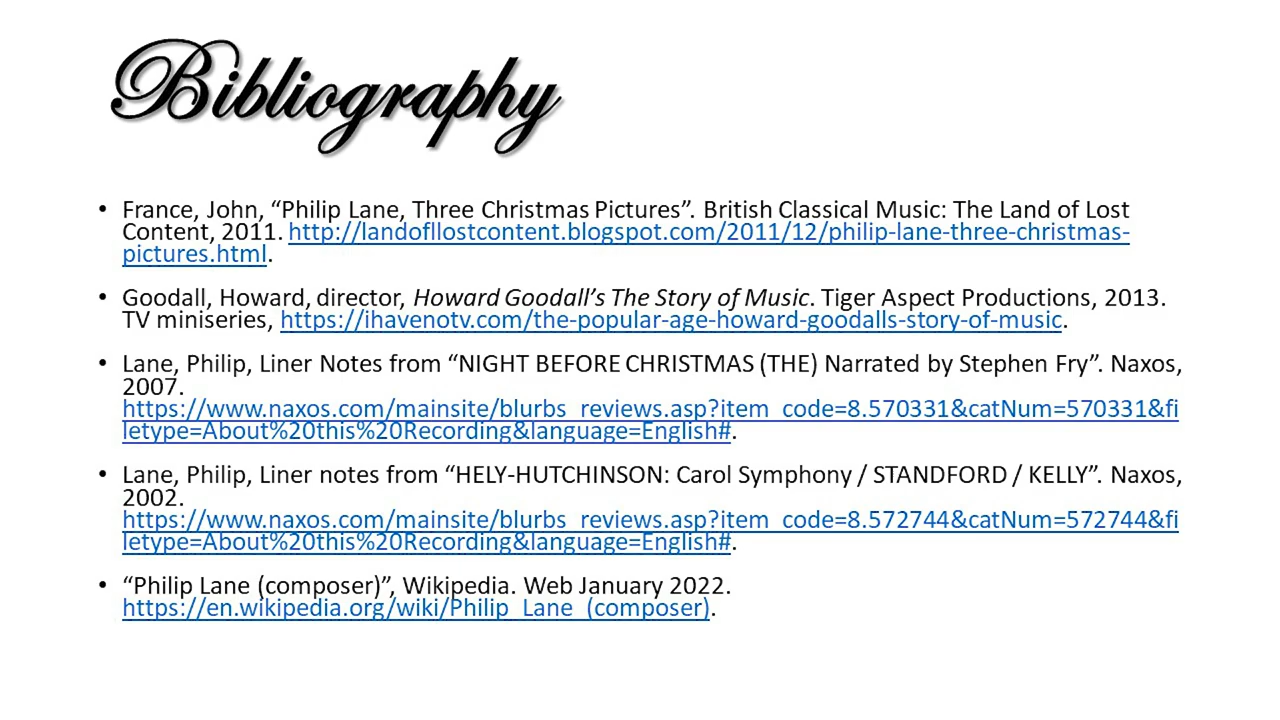 Bibliography
• France, John, “Philip Lane, Three Christmas Pictures”. British Classical Music: The Land of Lost
Content, 2011. http://landofllostcontent.blogspot.com/2011/12/philip-lane-three-christmas-
pictures.html.
• Goodall, Howard, director, Howard Goodall’s The Story of Music. Tiger Aspect Productions, 2013.
TV miniseries, https://ihavenotv.com/the-popular-age-howard-goodalls-story-of-music.
• Lane, Philip, Liner Notes from “NIGHT BEFORE CHRISTMAS (THE) Narrated by Stephen Fry”. Naxos,
2007.
https://www.naxos.com/mainsite/blurbs_reviews.asp?item_code=8.570331&catNum=570331&fi
letype=About%20this%20Recording&language=English#.
• Lane, Philip, Liner notes from “HELY-HUTCHINSON: Carol Symphony / STANDFORD / KELLY”. Naxos,
2002.
https://www.naxos.com/mainsite/blurbs_reviews.asp?item_code=8.572744&catNum=572744&fi
letype=About%20this%20Recording&language=English#.
• “Philip Lane (composer)”, Wikipedia. Web January 2022.
https://en.wikipedia.org/wiki/Philip_Lane_(composer).